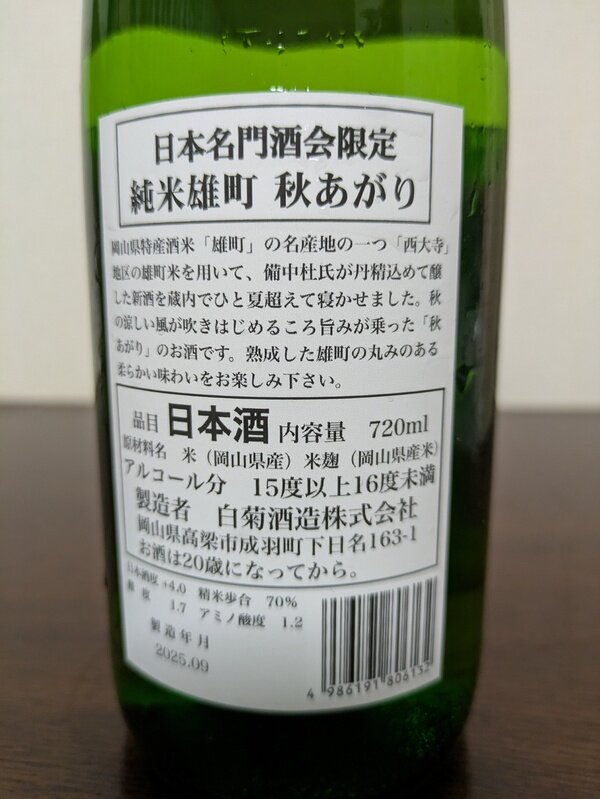 日本名門酒会限定
純米雄町 秋あがり
岡山県特産酒米「雄町」の名産地の一つ「西大寺」
地区の雄町米を用いて、備中杜氏が丹精込めて醸
した新酒を蔵内でひと夏超えて寝かせました。秋
の涼しい風が吹きはじめるころ旨みが乗った「秋
あがり」のお酒です。熟成した雄町の丸みのある
柔らかい味わいをお楽しみ下さい。
品目 日本酒 内容量 720ml
原材料名 米（岡山県産）米麹（岡山県産米）
アルコール分 15度以上16度未満
製造者 白菊酒造株式会社
岡山県高梁市成羽町下日名163-1
お酒は20歳になってから。
日本酒度 +4.0 精米歩合 70%
酸度 1.7 アミノ酸度 1.2
製造年月
2025.09
4 986191 806132